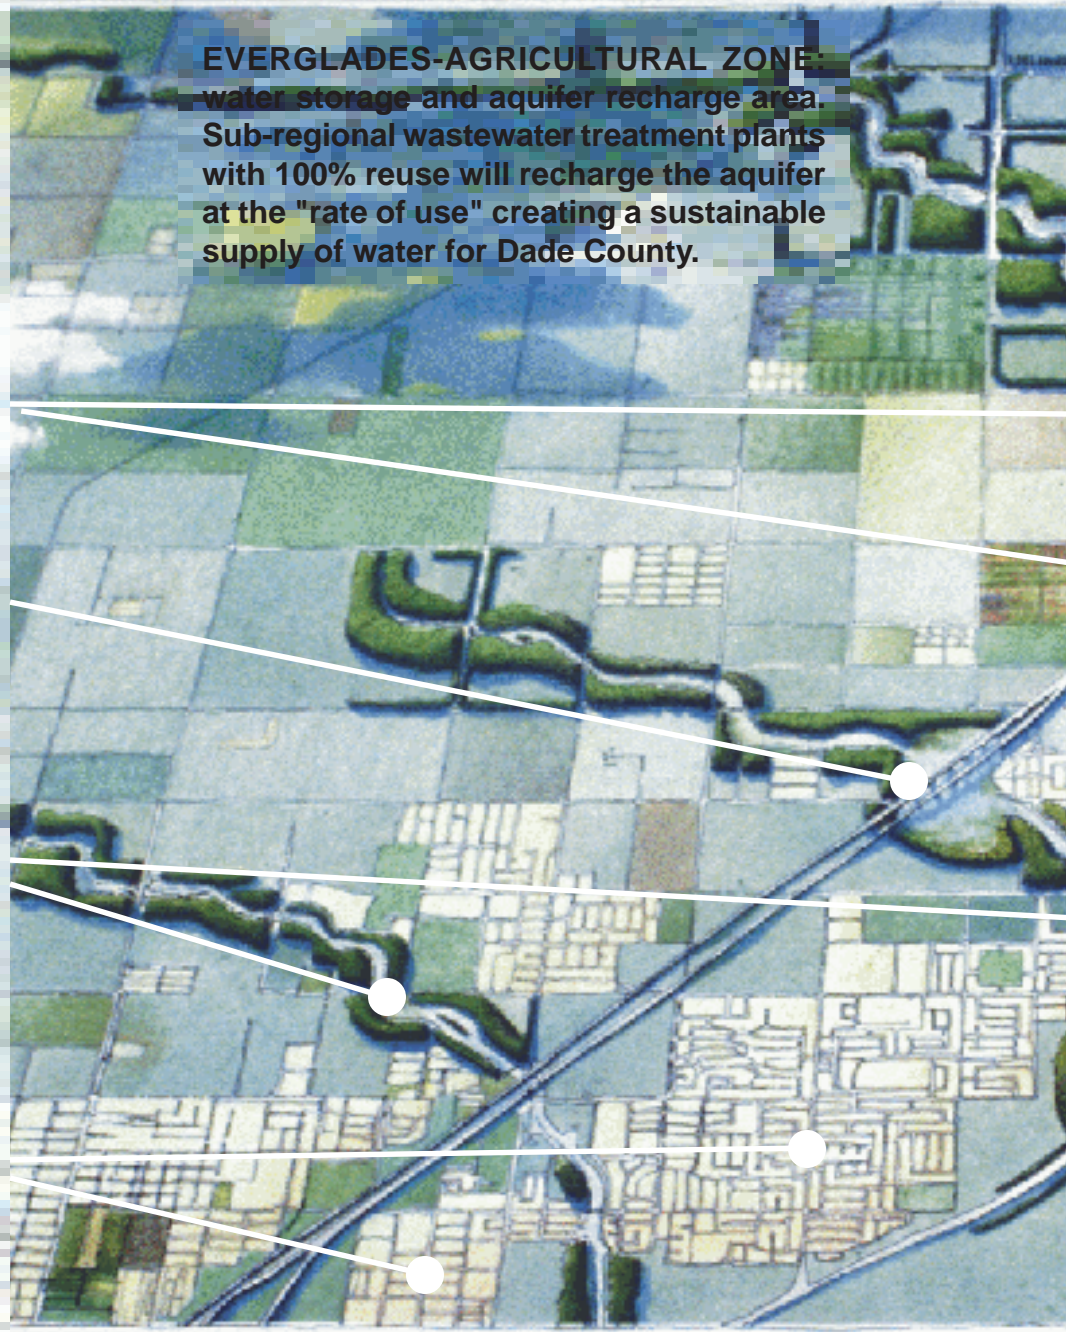 EVERGLADES-AGRICULTURAL ZONE:
water storage and aquifer recharge area.
Sub-regional wastewater treatment plants
with 100% reuse will recharge the aquifer
at the "rate of use" creating a sustainable
supply of water for Dade County.